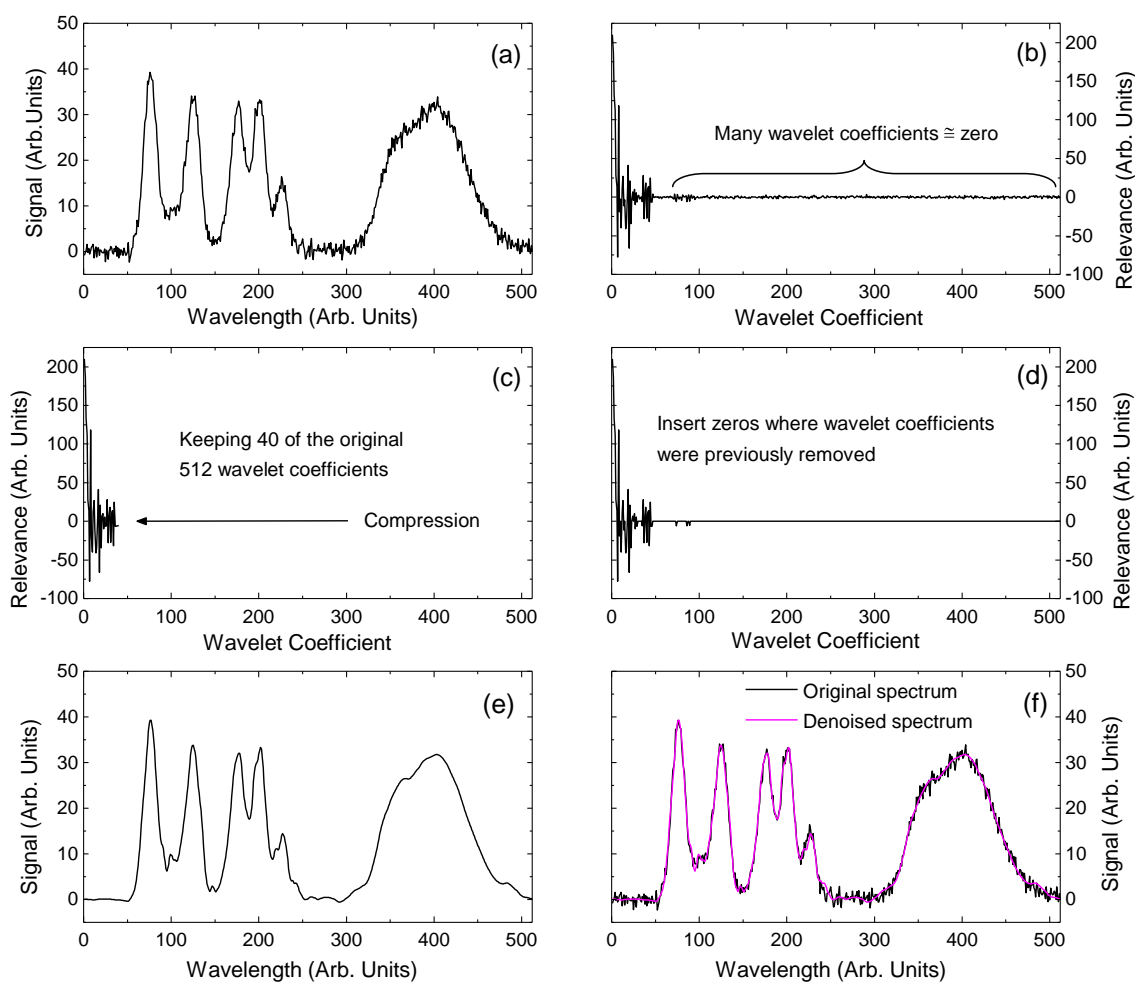 (a)
50
40
30
20
10
0
Signal (Arb.Units)
0 100 200 300 400 500
Wavelength (Arb. Units)
(b)
Many wavelet coefficients ≅ zero
200
150
100
50
0
-50
-100
Relevance (Arb. Units)
0 100 200 300 400 500
Wavelet Coefficient
(c)
200
150
100
50
0
-50
-100
Relevance (Arb. Units)
Keeping 40 of the original
512 wavelet coefficients
Compression
0 100 200 300 400 500
Wavelet Coefficient
(d)
Insert zeros where wavelet coefficients
were previously removed
200
150
100
50
0
-50
-100
Relevance (Arb. Units)
0 100 200 300 400 500
Wavelet Coefficient
(e)
50
40
30
20
10
0
Signal (Arb. Units)
0 100 200 300 400 500
Wavelength (Arb. Units)
(f)
Original spectrum
Denoised spectrum
50
40
30
20
10
0
Signal (Arb. Units)
0 100 200 300 400 500
Wavelength (Arb. Units)